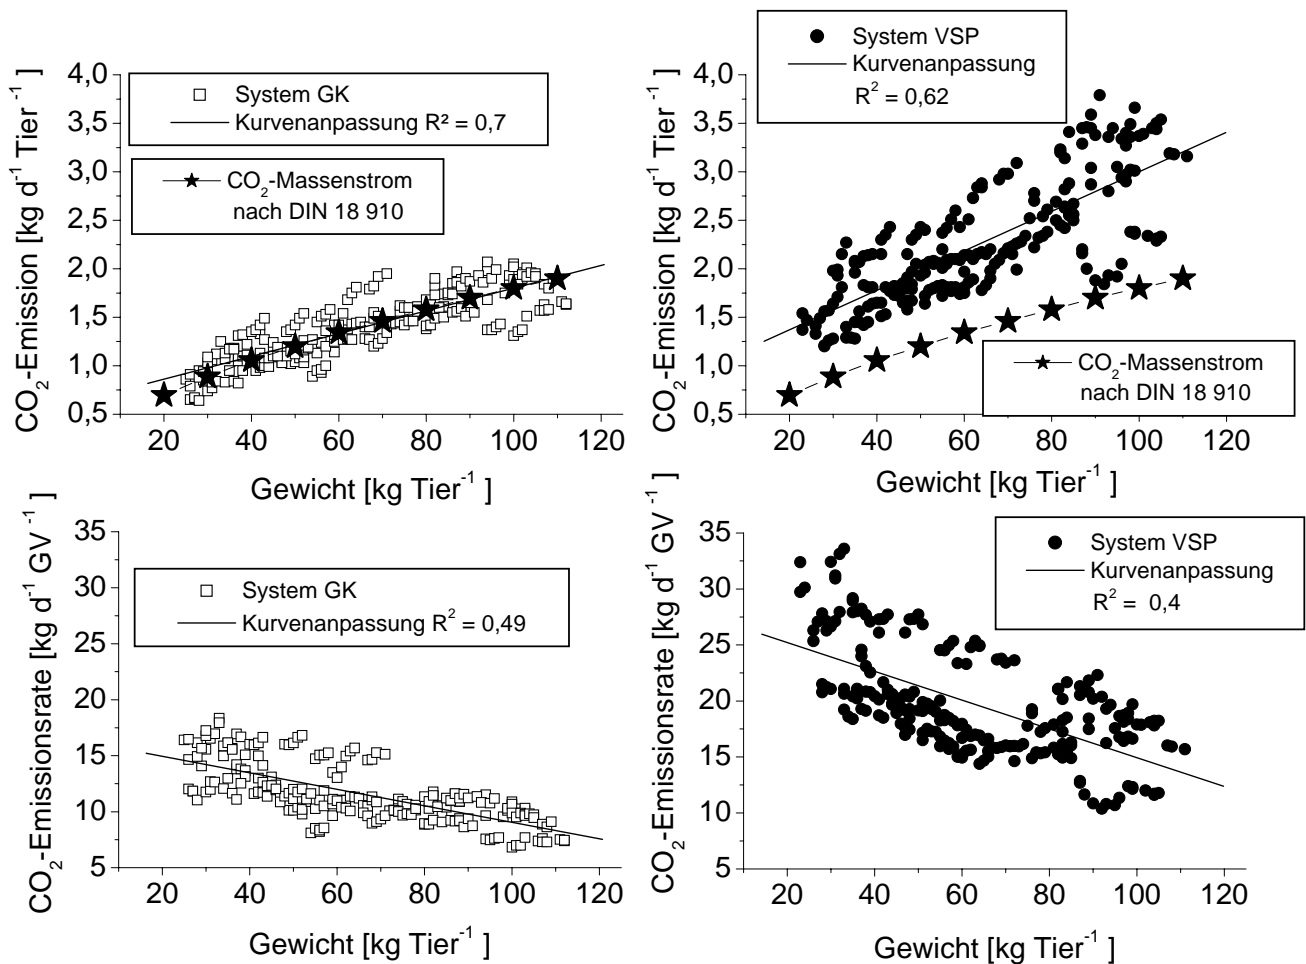 CO2-Emission [kg d-1 Tier-1 ]
4,0
3,5
3,0
2,5
2,0
1,5
1,0
0,5
System GK
Kurvenanpassung R² = 0,7
CO2-Massenstrom
nach DIN 18 910
20 40 60 80 100 120
Gewicht [kg Tier-1 ]
CO2-Emission [kg d-1 Tier-1 ]
4,0
3,5
3,0
2,5
2,0
1,5
1,0
0,5
System VSP
Kurvenanpassung
R2 = 0,62
CO2-Massenstrom
nach DIN 18 910
20 40 60 80 100 120
Gewicht [kg Tier-1 ]
CO2-Emissionsrate [kg d-1 GV-1 ]
35
30
25
20
15
10
5
System GK
Kurvenanpassung R2 = 0,49
20 40 60 80 100 120
Gewicht [kg Tier-1 ]
CO2-Emissionsrate [kg d-1 GV-1 ]
35
30
25
20
15
10
5
System VSP
Kurvenanpassung
R2 = 0,4
20 40 60 80 100 120
Gewicht [kg Tier-1 ]